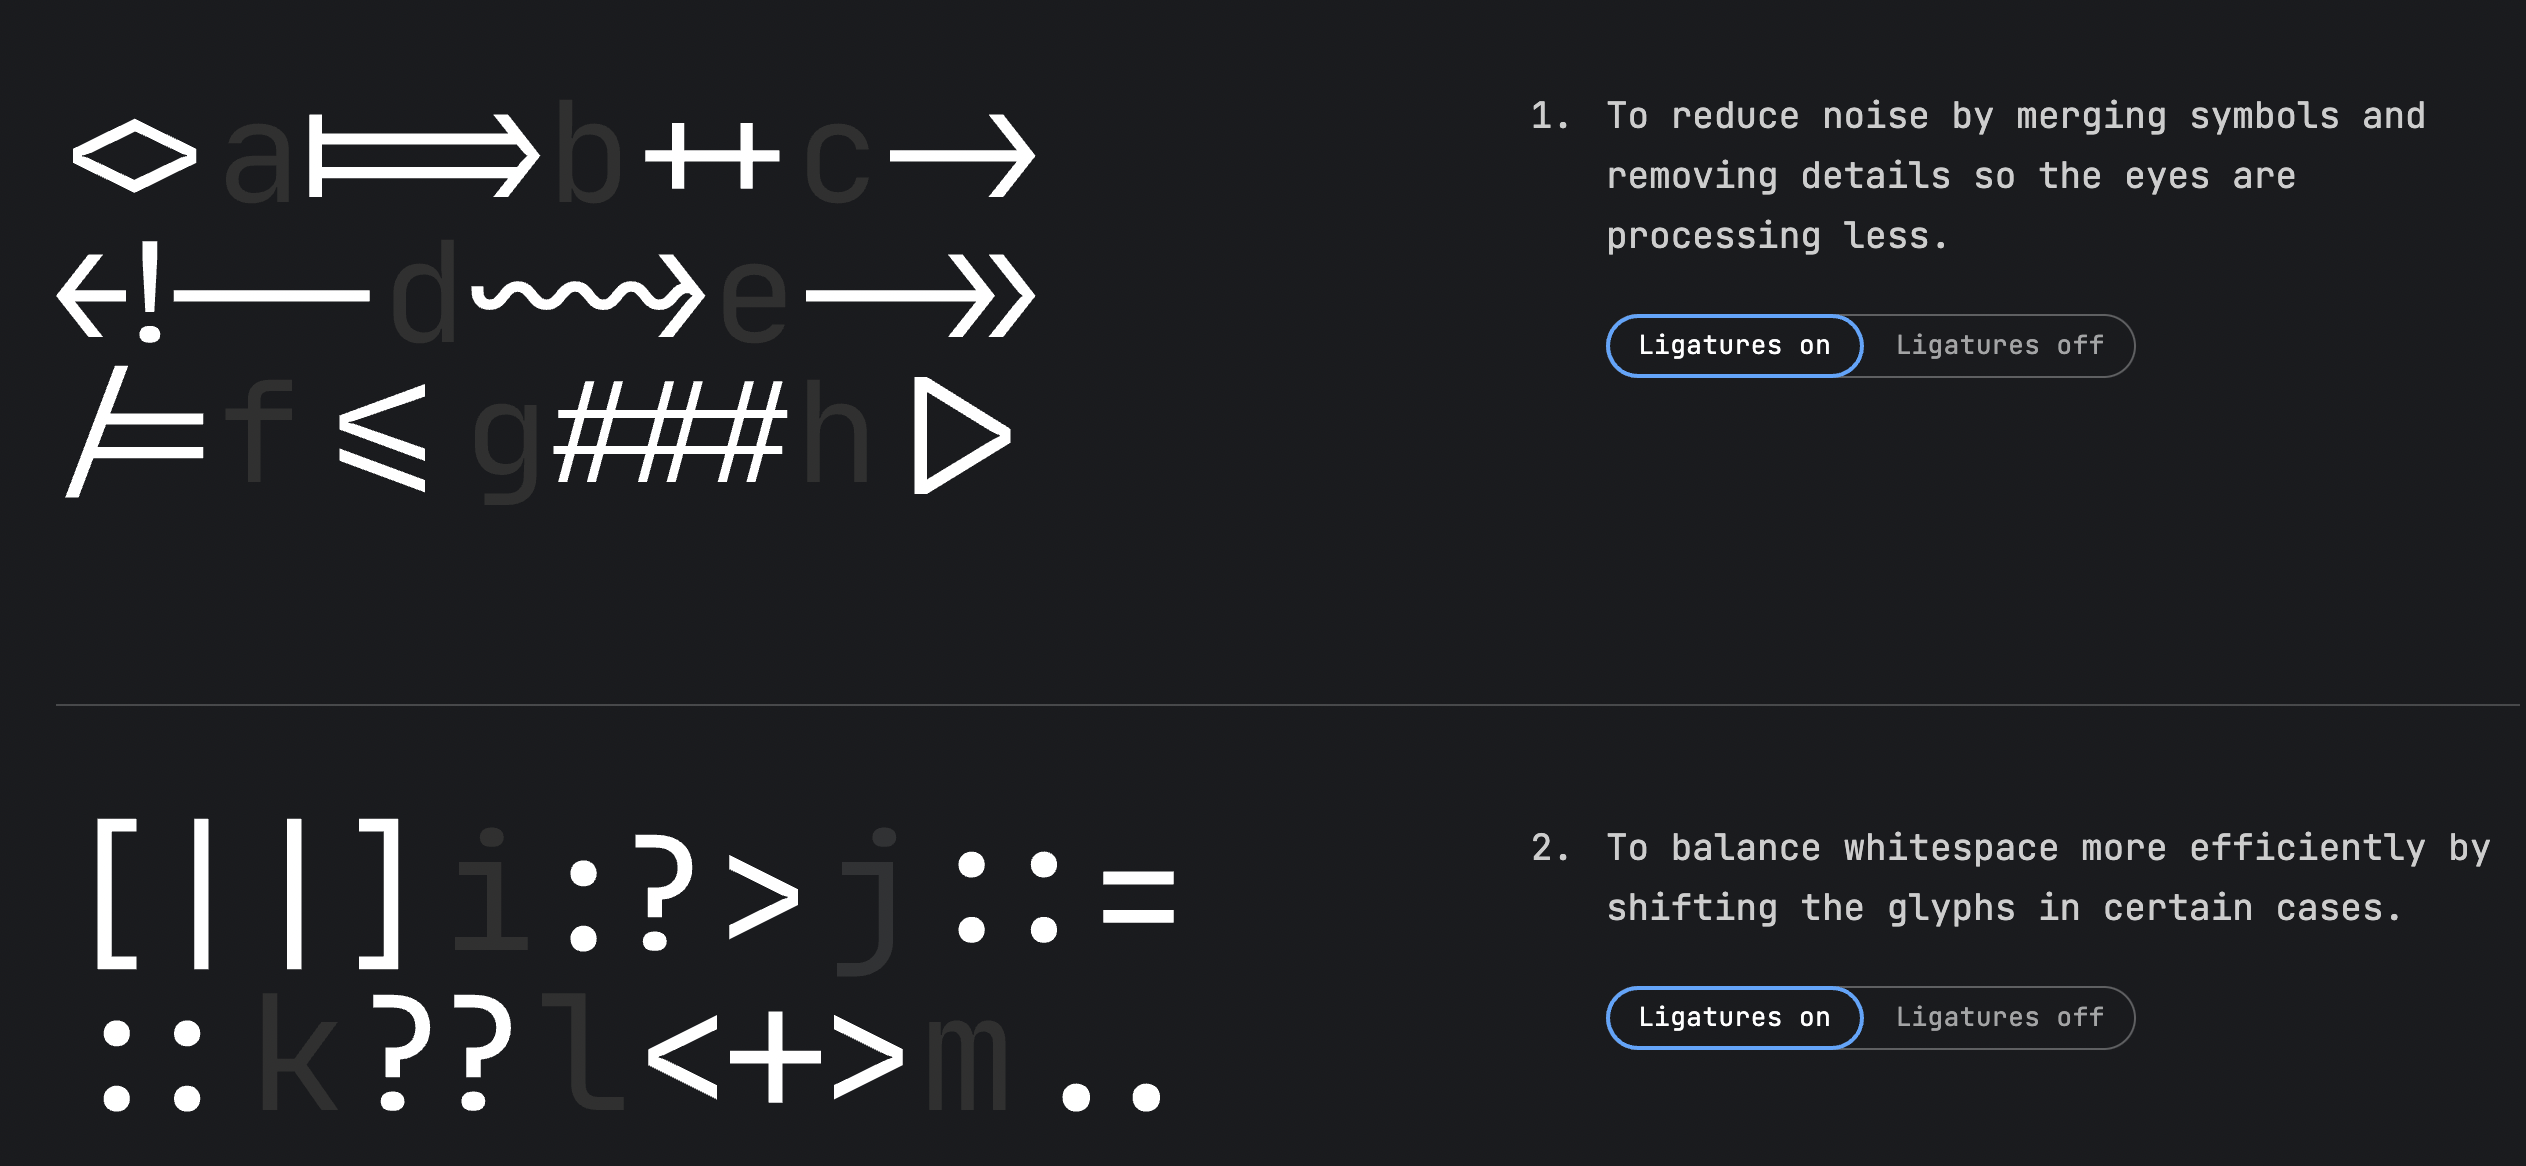 <>a|=>b++c->
<!--d~~>e->>
/=f<=g###h|>
1. To reduce noise by merging symbols and
removing details so the eyes are
processing less.
Ligatures on Ligatures off
[||]i:?>j::=
::k??l<+>m..
2. To balance whitespace more efficiently by
shifting the glyphs in certain cases.
Ligatures on Ligatures off